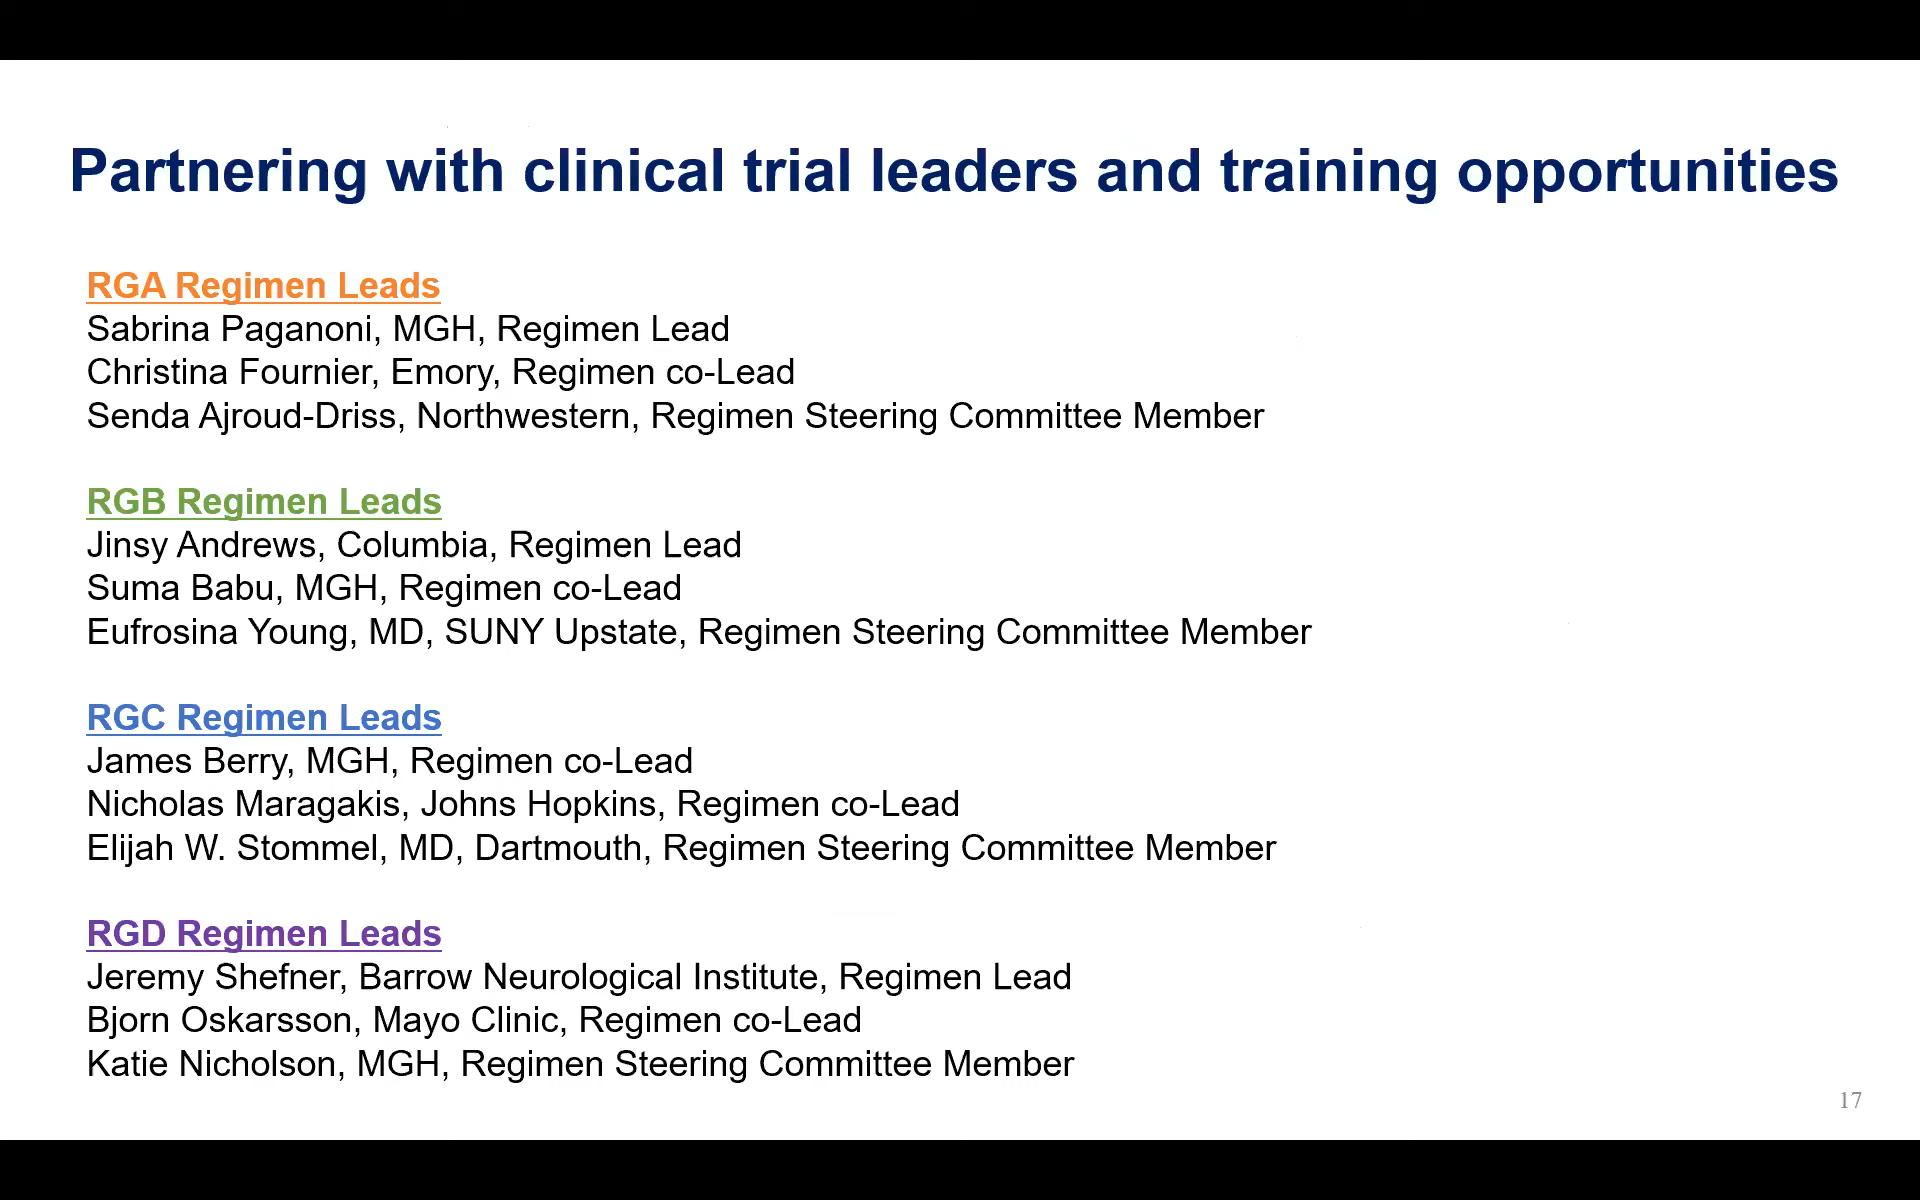 Partnering with clinical trial leaders and training opportunities
RGA Regimen Leads
Sabrina Paganoni, MGH, Regimen Lead
Christina Fournier, Emory, Regimen co-Lead
Senda Ajroud-Driss, Northwestern, Regimen Steering Committee Member
RGB Regimen Leads
Jinsy Andrews, Columbia, Regimen Lead
Suma Babu, MGH, Regimen co-Lead
Eufrosina Young, MD, SUNY Upstate, Regimen Steering Committee Member
RGC Regimen Leads
James Berry, MGH, Regimen co-Lead
Nicholas Maragakis, Johns Hopkins, Regimen co-Lead
Elijah W. Stommel, MD, Dartmouth, Regimen Steering Committee Member
RGD Regimen Leads
Jeremy Shefner, Barrow Neurological Institute, Regimen Lead
Bjorn Oskarsson, Mayo Clinic, Regimen co-Lead
Katie Nicholson, MGH, Regimen Steering Committee Member
17